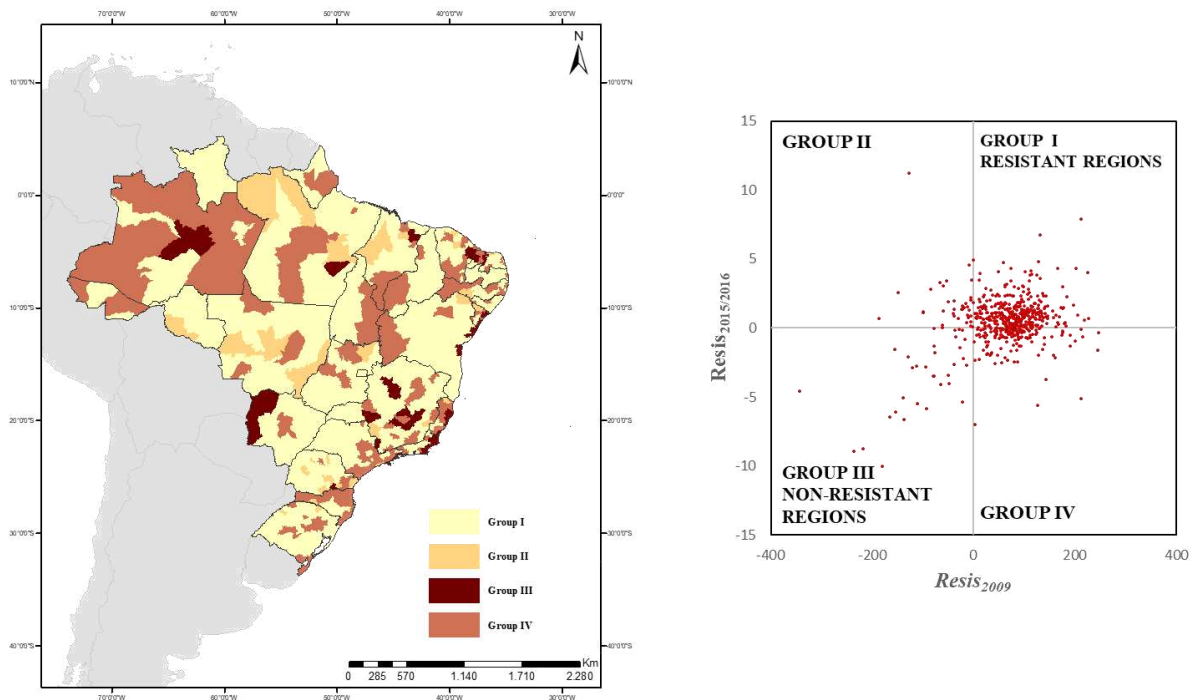 70°0'0"W 60°0'0"W 50°0'0"W 40°0'0"W 30°0'0"W
N
10°0'0"N 10°0'0"N
0°0'0" 0°0'0"
10°0'0"S 10°0'0"S
20°0'0"S 20°0'0"S
30°0'0"S 30°0'0"S
40°0'0"S 40°0'0"S
Group I
Group II
Group III
Group IV
Km
0 285 570 1.140 1.710 2.280
70°0'0"W 60°0'0"W 50°0'0"W 40°0'0"W 30°0'0"W
15
10
5
0
-5
-10
-15
Resis2015/2016
GROUP II
GROUP I
RESISTANT REGIONS
GROUP III
NON-RESISTANT
REGIONS
GROUP IV
-400 -200 0 200 400
Resis2009